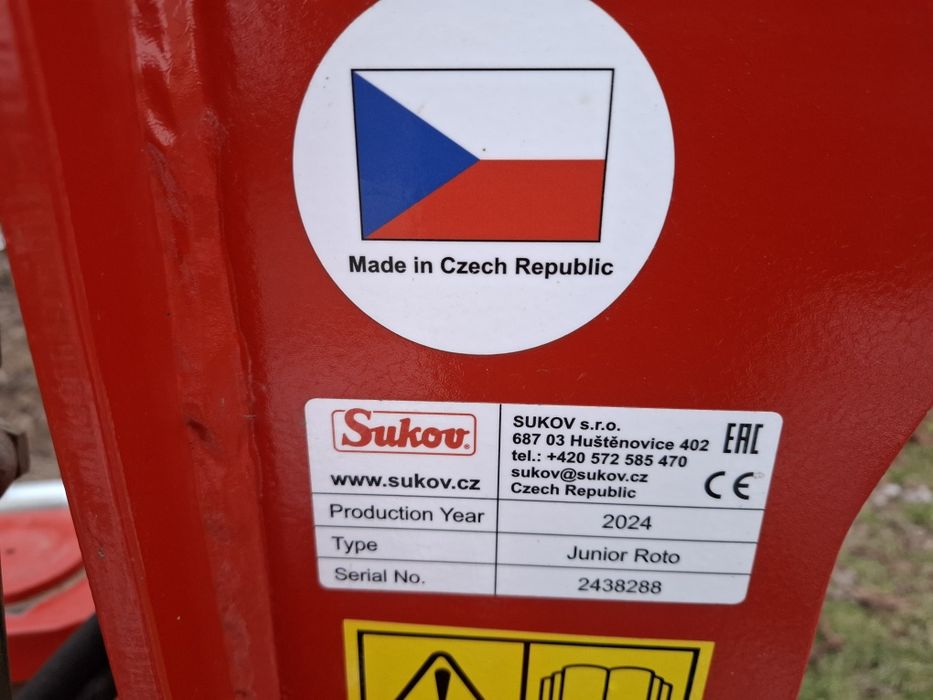 Made in Czech Republic
Sukov®
www.sukov.cz
SUKOV s.r.o.
687 03 Huštěnovice 402
tel.: +420 572 585 470
sukov@sukov.cz
Czech Republic
EAC
CE
Production Year 2024
Type Junior Roto
Serial No. 2438288